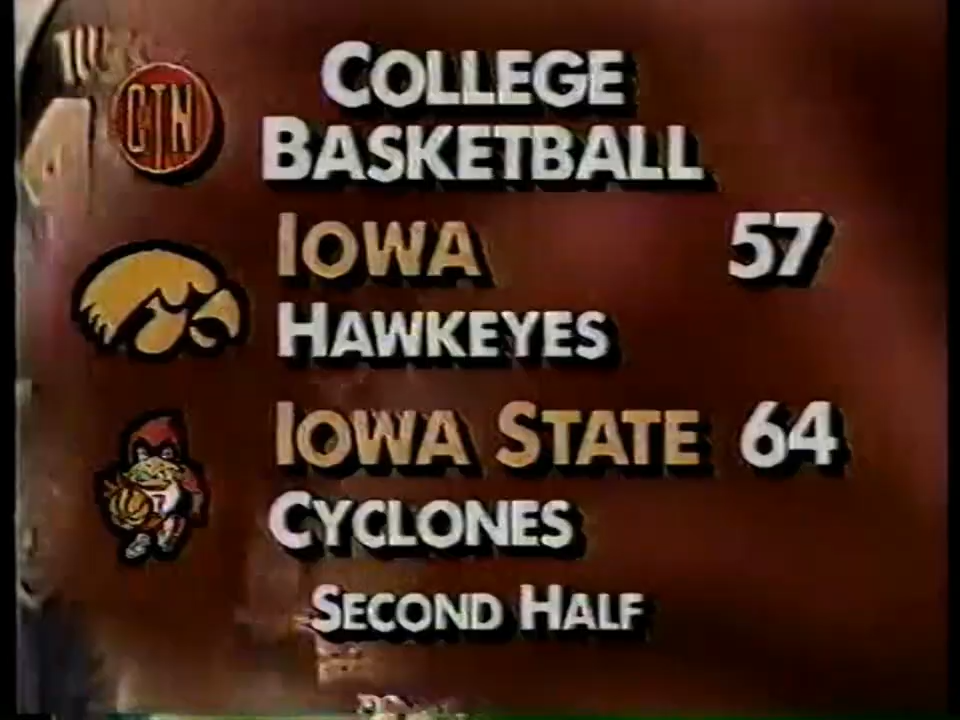 CTN
COLLEGE
BASKETBALL
IOWA 57
HAWKEYES
IOWA STATE 64
CYCLONES
SECOND HALF